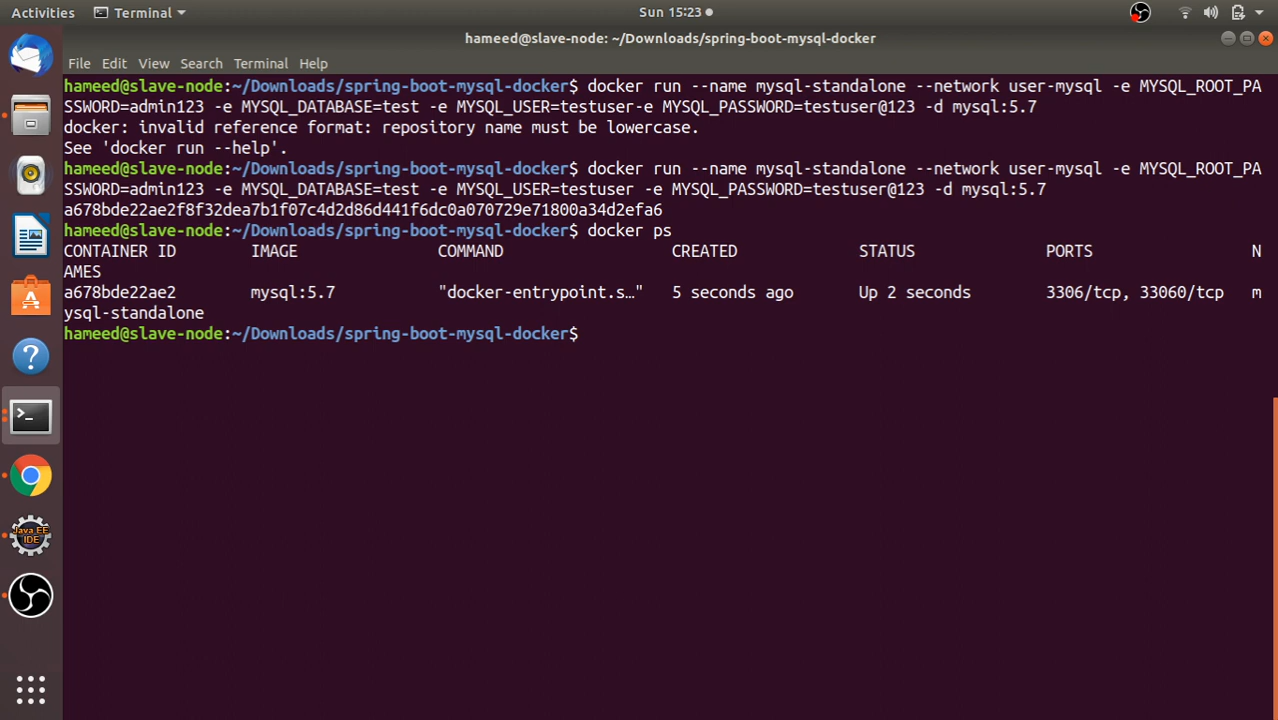 Activities Terminal Sun 15:23
hameed@slave-node: ~/Downloads/spring-boot-mysql-docker
File Edit View Search Terminal Help
hameed@slave-node:~/Downloads/spring-boot-mysql-docker$ docker run --name mysql-standalone --network user-mysql -e MYSQL_ROOT_PA
SSWORD=admin123 -e MYSQL_DATABASE=test -e MYSQL_USER=testuser-e MYSQL_PASSWORD=testuser@123 -d mysql:5.7
docker: invalid reference format: repository name must be lowercase.
See 'docker run --help'.
hameed@slave-node:~/Downloads/spring-boot-mysql-docker$ docker run --name mysql-standalone --network user-mysql -e MYSQL_ROOT_PA
SSWORD=admin123 -e MYSQL_DATABASE=test -e MYSQL_USER=testuser -e MYSQL_PASSWORD=testuser@123 -d mysql:5.7
a678bde22ae2f8f32dea7b1f07c4d2d86d441f6dc0a070729e71800a34d2efa6
hameed@slave-node:~/Downloads/spring-boot-mysql-docker$ docker ps
CONTAINER ID IMAGE COMMAND CREATED STATUS PORTS N
AMES
a678bde22ae2 mysql:5.7 "docker-entrypoint.s…" 5 seconds ago Up 2 seconds 3306/tcp, 33060/tcp m
ysql-standalone
hameed@slave-node:~/Downloads/spring-boot-mysql-docker$
Java EE
IDE